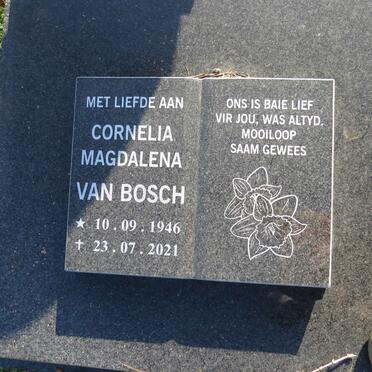 MET LIEFDE AAN
CORNELIA
MAGDALENA
VAN BOSCH
★ 10.09.1946
✝ 23.07.2021
ONS IS BAIE LIEF
VIR JOU, WAS ALTYD.
MOOILOOP
SAAM GEWEES